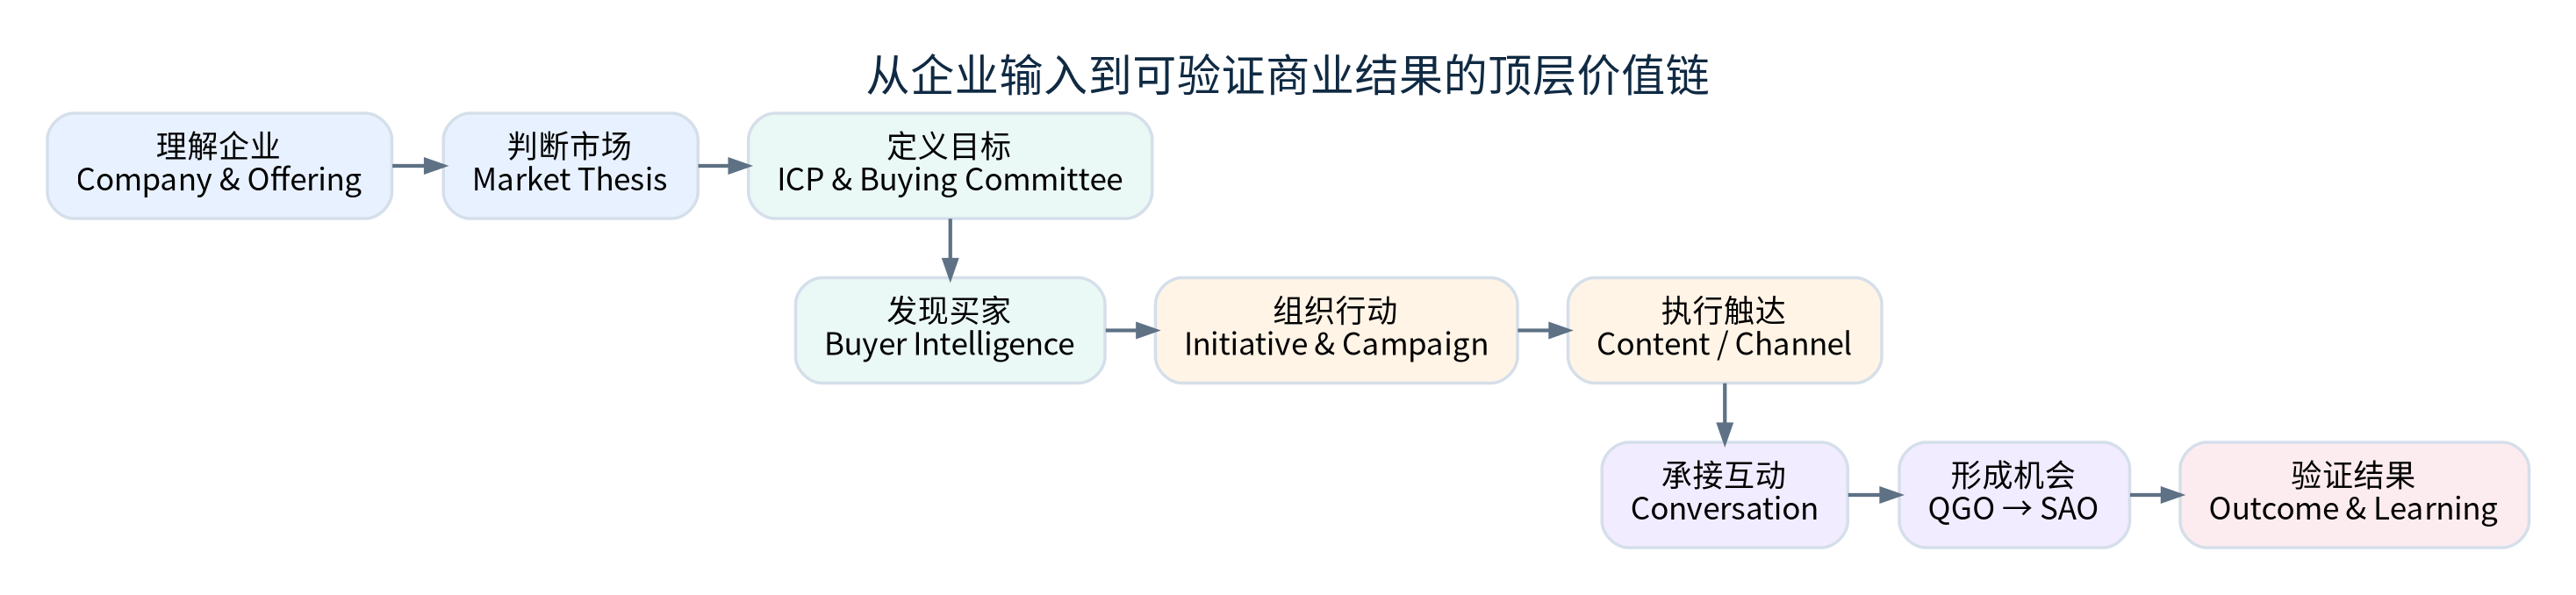 从企业输入到可验证商业结果的顶层价值链
理解企业
Company & Offering
判断市场
Market Thesis
定义目标
ICP & Buying Committee
发现买家
Buyer Intelligence
组织行动
Initiative & Campaign
执行触达
Content / Channel
承接互动
Conversation
形成机会
QGO → SAO
验证结果
Outcome & Learning